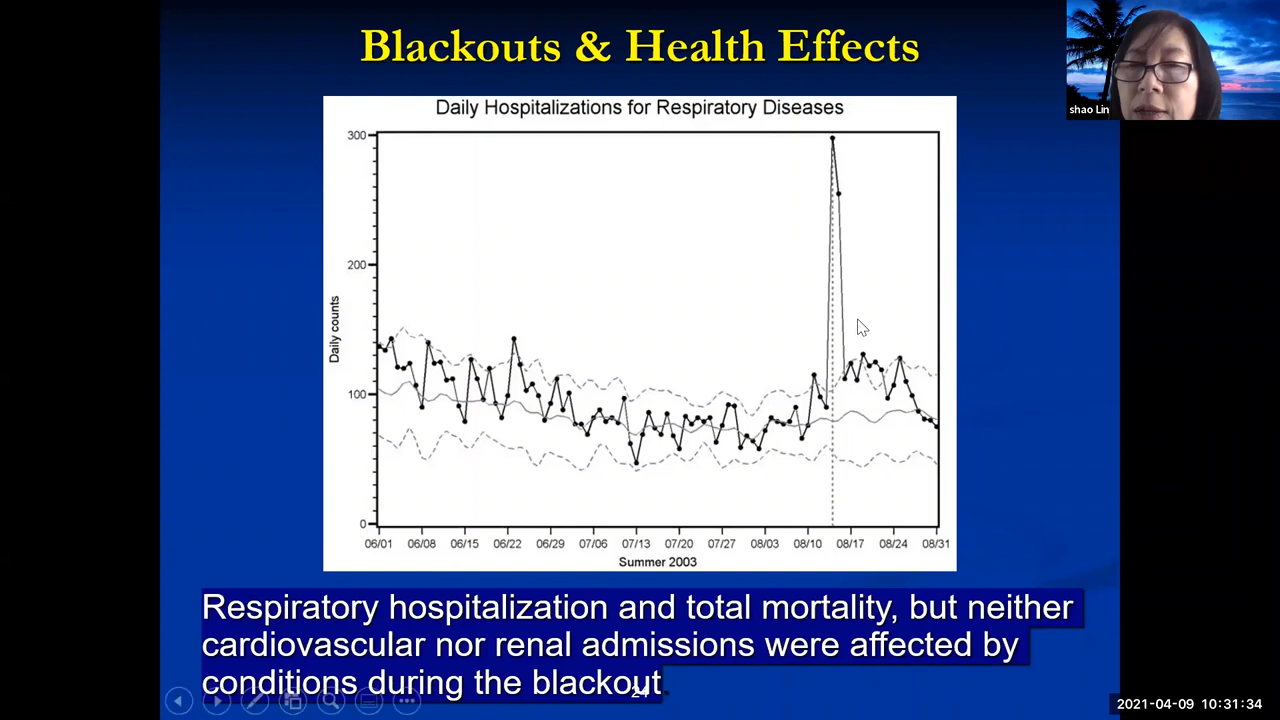 Blackouts & Health Effects
shao Lin
Daily Hospitalizations for Respiratory Diseases
300
200
100
0
Daily counts
06/01 06/08 06/15 06/22 06/29 07/06 07/13 07/20 07/27 08/03 08/10 08/17 08/24 08/31
Summer 2003
Respiratory hospitalization and total mortality, but neither
cardiovascular nor renal admissions were affected by
conditions during the blackout.
24
2021-04-09 10:31:34